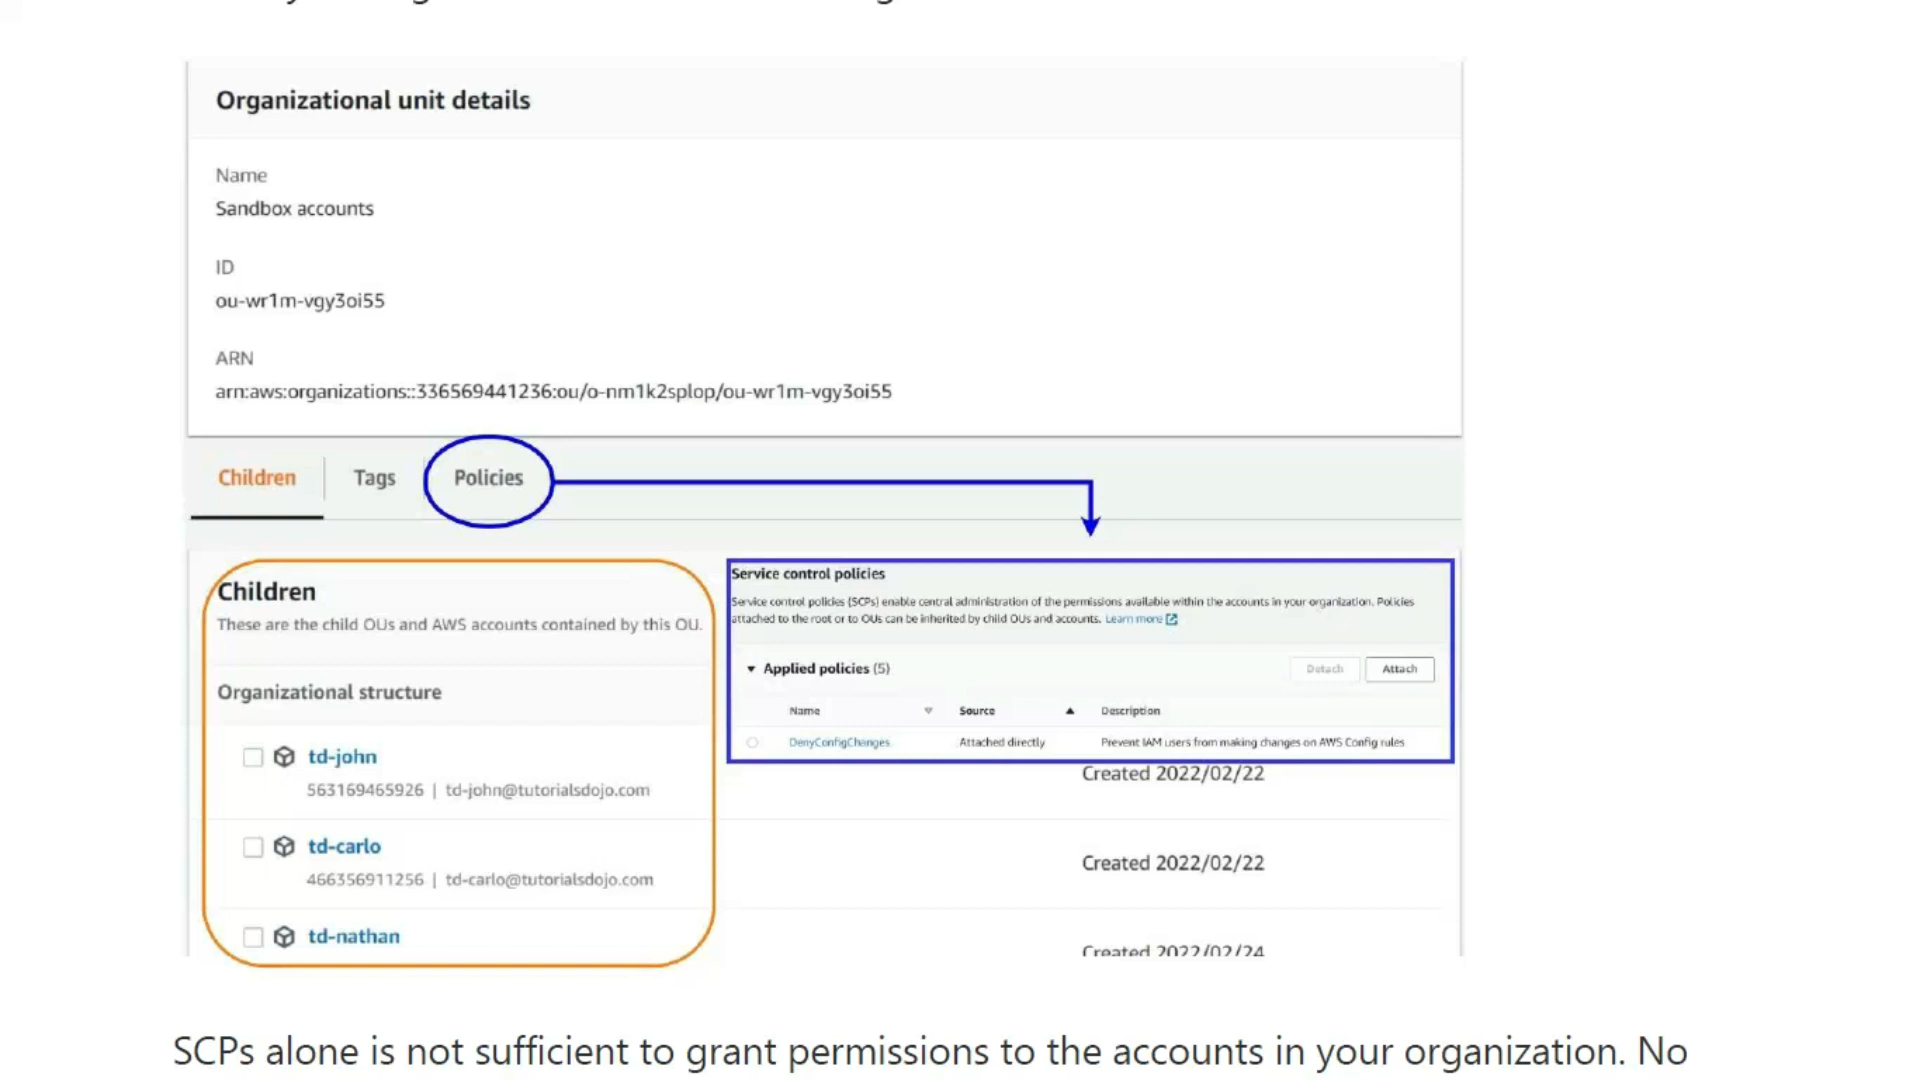 Organizational unit details
Name
Sandbox accounts
ID
ou-wr1m-vgy3oi55
ARN
arn:aws:organizations::336569441236:ou/o-nm1k2splop/ou-wr1m-vgy3oi55
Children Tags Policies
Children
These are the child OUs and AWS accounts contained by this OU.
Organizational structure
td-john
563169465926 | td-john@tutorialsdojo.com
td-carlo
466356911256 | td-carlo@tutorialsdojo.com
td-nathan
Service control policies
Service control policies (SCPs) enable central administration of the permissions available within the accounts in your organization. Policies
attached to the root or to OUs can be inherited by child OUs and accounts. Learn more
Applied policies (5) Detach Attach
Name Source Description
DenyConfigChanges Attached directly Prevent IAM users from making changes on AWS Config rules
Created 2022/02/22
Created 2022/02/22
Created 2022/02/24
SCPs alone is not sufficient to grant permissions to the accounts in your organization. No